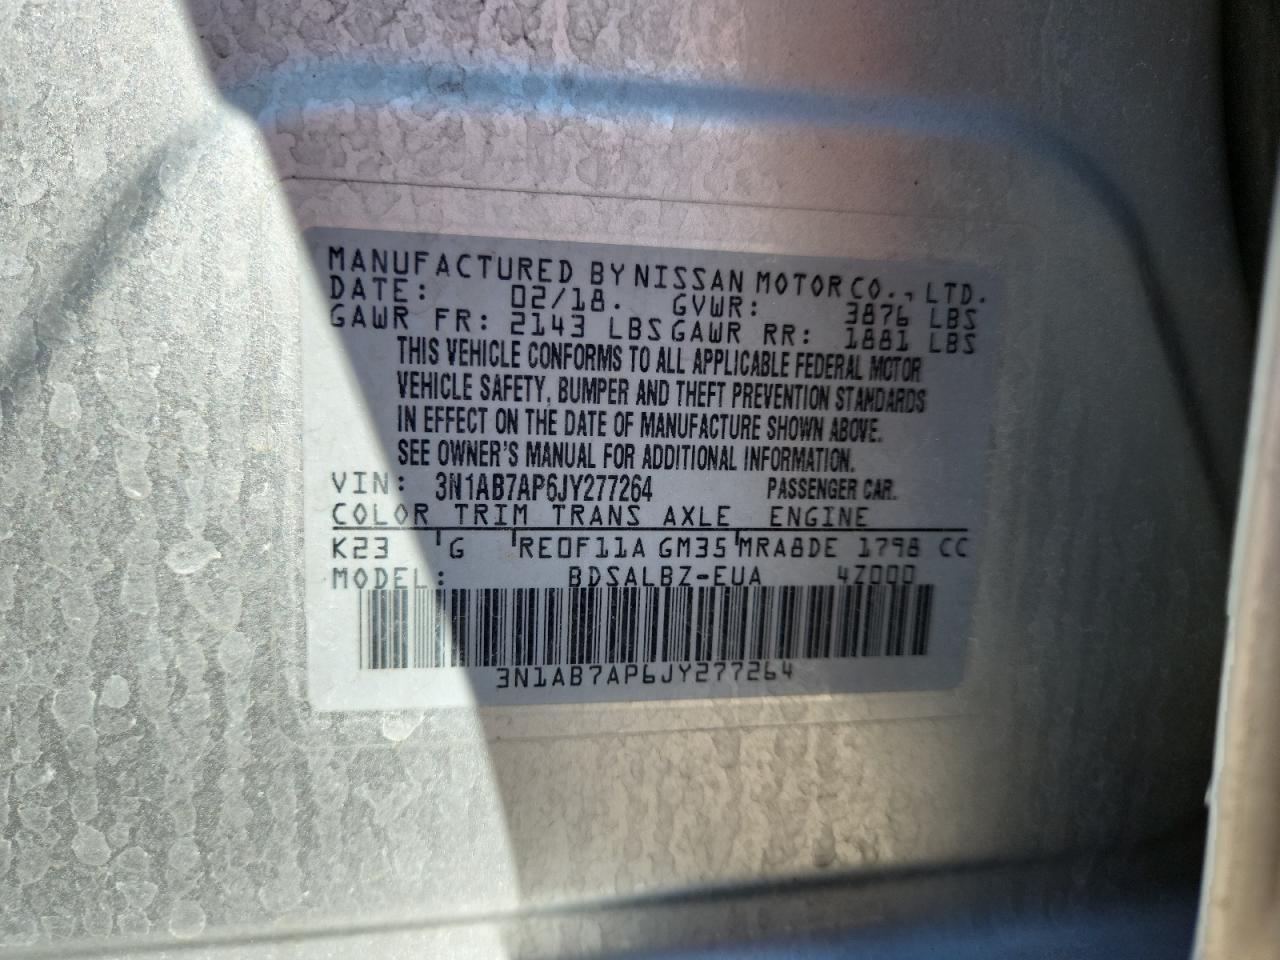 MANUFACTURED BY NISSAN MOTOR CO., LTD.
DATE: 02/18. GVWR: 3876 LBS
GAWR FR: 2143 LBS GAWR RR: 1881 LBS
THIS VEHICLE CONFORMS TO ALL APPLICABLE FEDERAL MOTOR
VEHICLE SAFETY, BUMPER AND THEFT PREVENTION STANDARDS
IN EFFECT ON THE DATE OF MANUFACTURE SHOWN ABOVE.
SEE OWNER'S MANUAL FOR ADDITIONAL INFORMATION.
VIN: 3N1AB7AP6JY277264 PASSENGER CAR.
COLOR TRIM TRANS AXLE ENGINE
K23 G RE0F11A GM35 MRA8DE 1798 CC
MODEL: BDSALBZ-EUA 4Z000
3N1AB7AP6JY277264